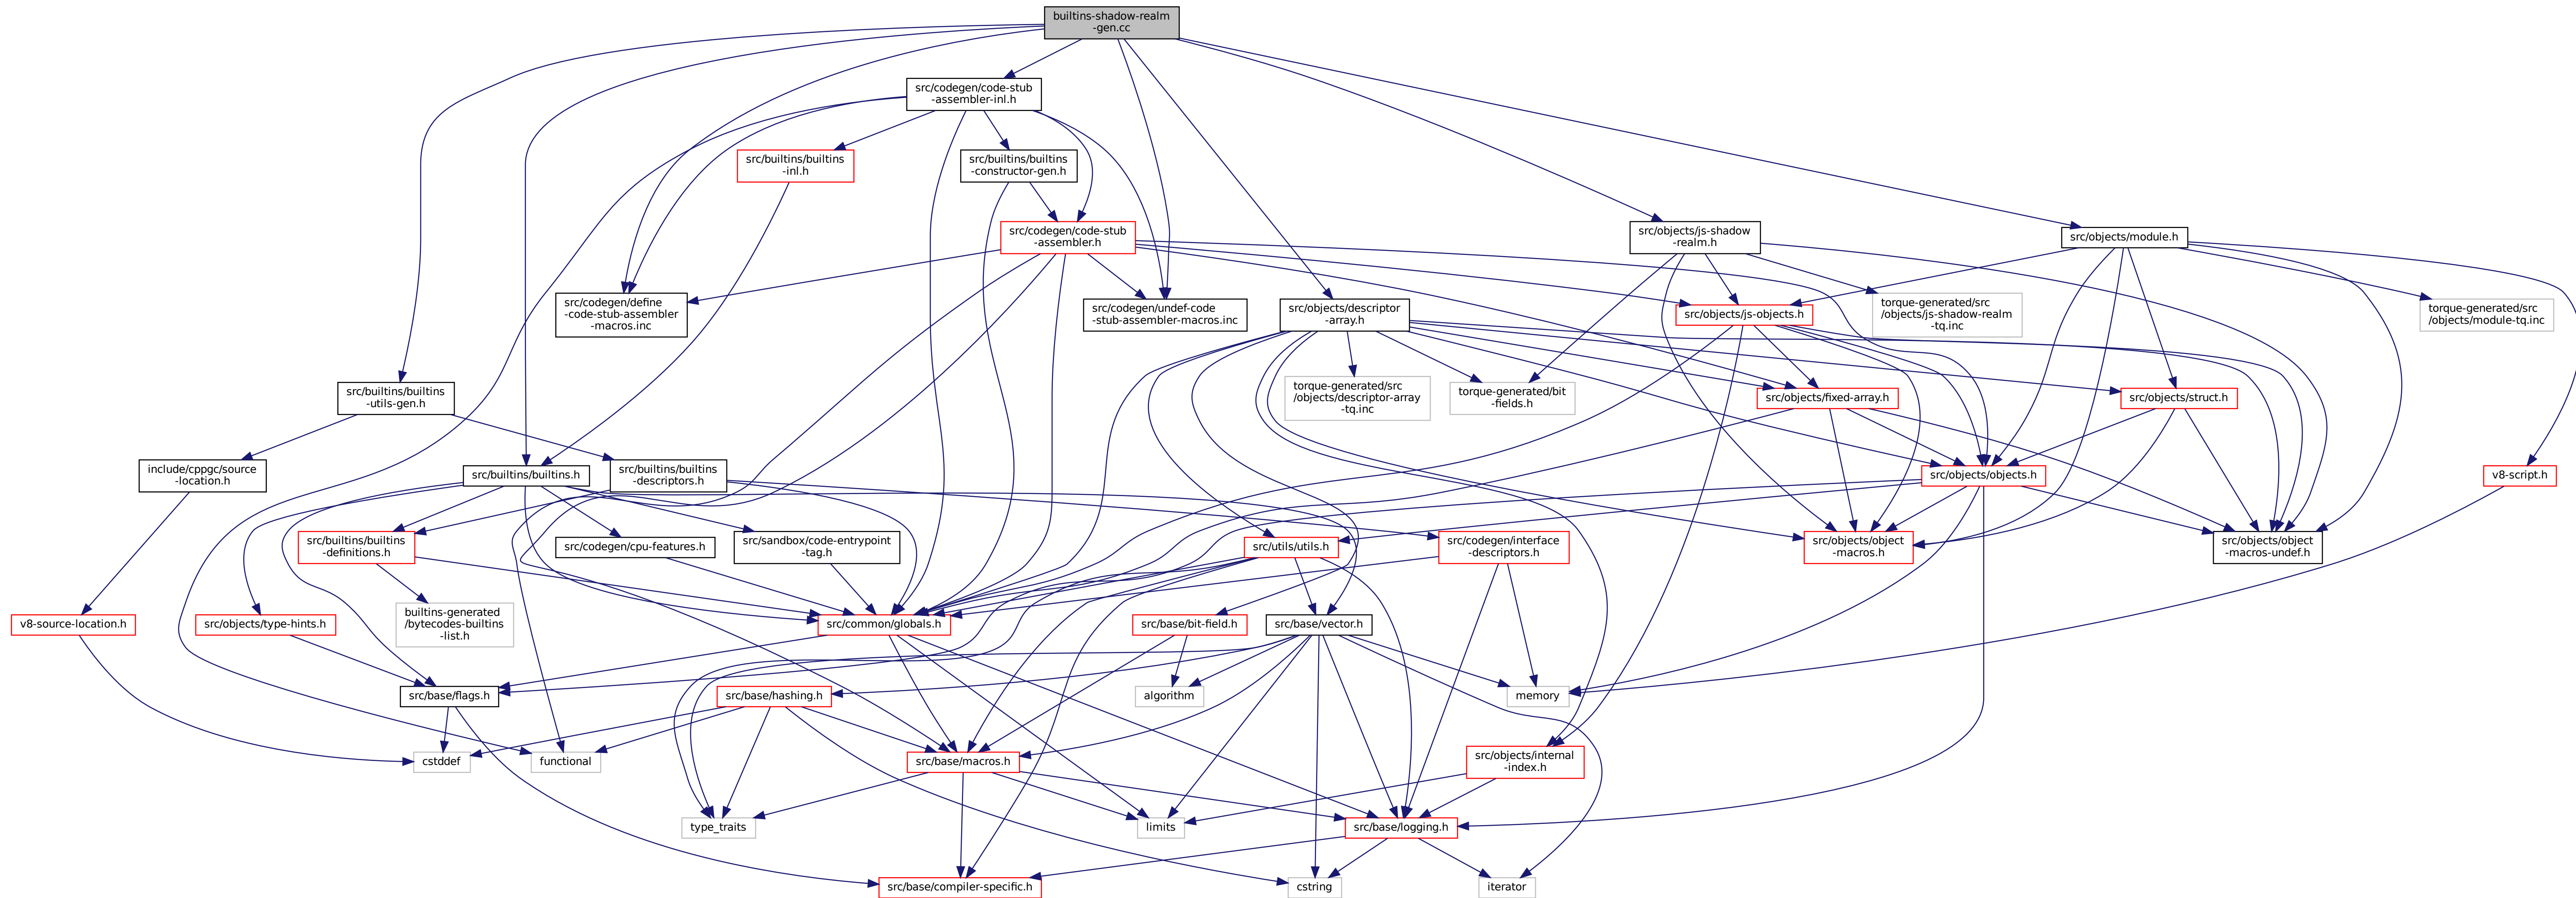 builtins-shadow-realm
-gen.cc
src/codegen/code-stub
-assembler-inl.h
src/builtins/builtins
-inl.h
src/builtins/builtins
-constructor-gen.h
src/codegen/code-stub
-assembler.h
src/objects/js-shadow
-realm.h
src/objects/module.h
src/codegen/define
-code-stub-assembler
-macros.inc
src/codegen/undef-code
-stub-assembler-macros.inc
src/objects/descriptor
-array.h
src/objects/js-objects.h
torque-generated/src
/objects/js-shadow-realm
-tq.inc
torque-generated/src
/objects/module-tq.inc
src/builtins/builtins
-utils-gen.h
torque-generated/src
/objects/descriptor-array
-tq.inc
torque-generated/bit
-fields.h
src/objects/fixed-array.h
src/objects/struct.h
include/cppgc/source
-location.h
src/builtins/builtins.h
src/builtins/builtins
-descriptors.h
src/objects/objects.h
v8-script.h
src/builtins/builtins
-definitions.h
src/codegen/cpu-features.h
src/sandbox/code-entrypoint
-tag.h
src/utils/utils.h
src/codegen/interface
-descriptors.h
src/objects/object
-macros.h
src/objects/object
-macros-undef.h
v8-source-location.h
src/objects/type-hints.h
builtins-generated
/bytecodes-builtins
-list.h
src/common/globals.h
src/base/bit-field.h
src/base/vector.h
src/base/flags.h
src/base/hashing.h
algorithm
memory
cstddef
functional
src/base/macros.h
src/objects/internal
-index.h
type_traits
limits
src/base/logging.h
src/base/compiler-specific.h
cstring
iterator